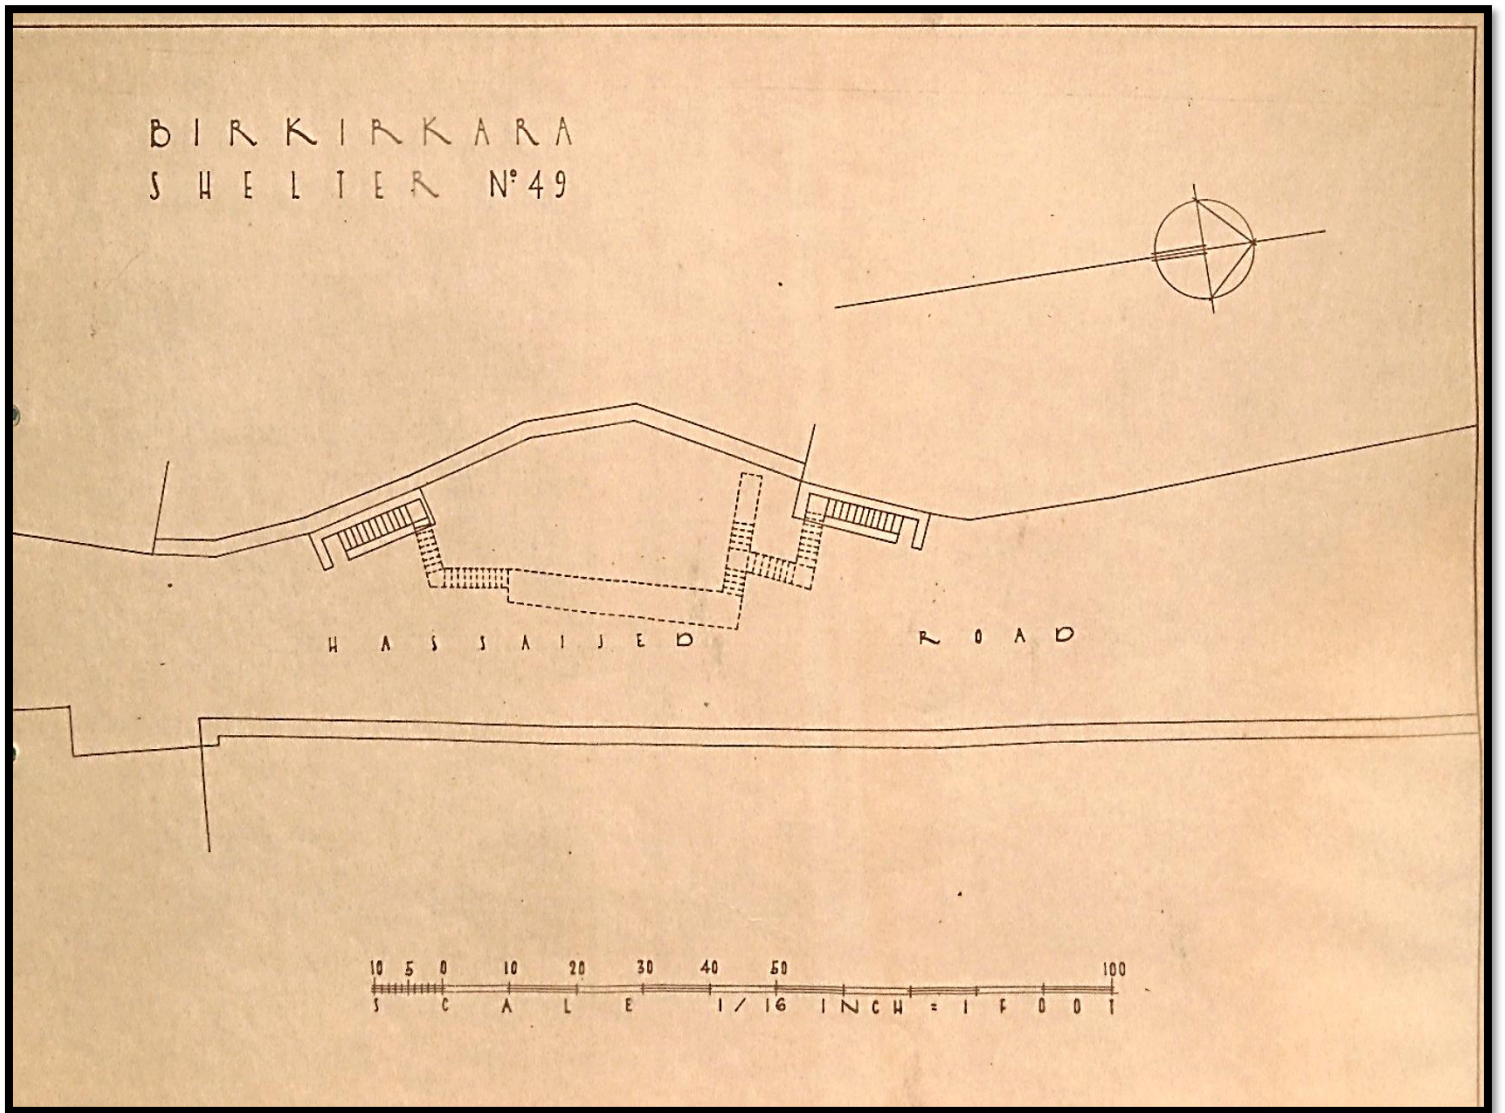 BIRKIRKARA
SHELTER Nº 49
HASSAIJED ROAD
10 5 0 10 20 30 40 50 100
SCALE 1/16 INCH = 1 FOOT